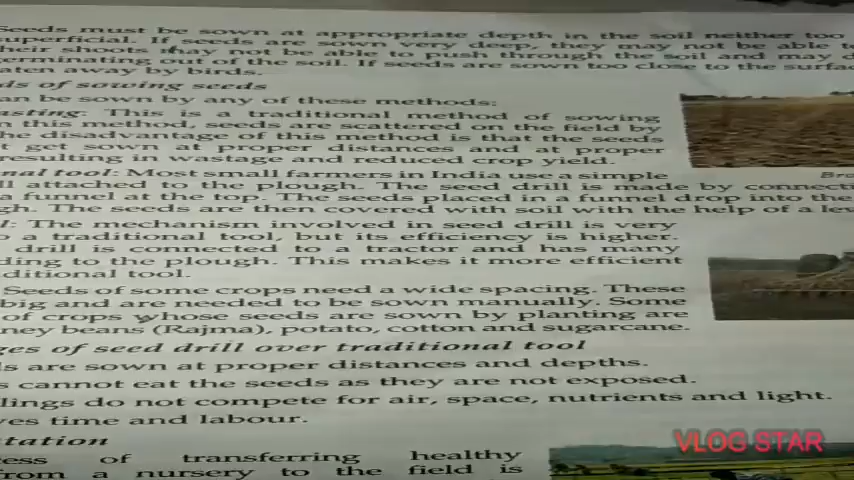 Seeds must be sown at appropriate depth in the soil neither too
superficial. If seeds are sown very deep, they may not be able to
heir shoots may not be able to push through the soil and may d
erminating out of the soil. If seeds are sown too close to the surfac
aten away by birds.
ds of sowing seeds
an be sown by any of these methods:
asting: This is a traditional method of sowing
n this method, seeds are scattered on the field by
he disadvantage of this method is that the seeds
t get sown at proper distances and at proper
resulting in wastage and reduced crop yield.
nal tool: Most small farmers in India use a simple
Bro
ll attached to the plough. The seed drill is made by connecti
a funnel at the top. The seeds placed in a funnel drop into the
gh. The seeds are then covered with soil with the help of a lev
l: The mechanism involved in seed drill is very
o a traditional tool, but its efficiency is higher.
drill is connected to a tractor and has many
ding to the plough. This makes it more efficient
ditional tool.
Seeds of some crops need a wide spacing. These
big and are needed to be sown manually. Some
of crops whose seeds are sown by planting are
ney beans (Rajma), potato, cotton and sugarcane.
ges of seed drill over traditional tool
ls are sown at proper distances and depths.
s cannot eat the seeds as they are not exposed.
lings do not compete for air, space, nutrients and light.
ves time and labour.
tation
cess of transferring healthy
from a nursery to the field is
VLOG STAR